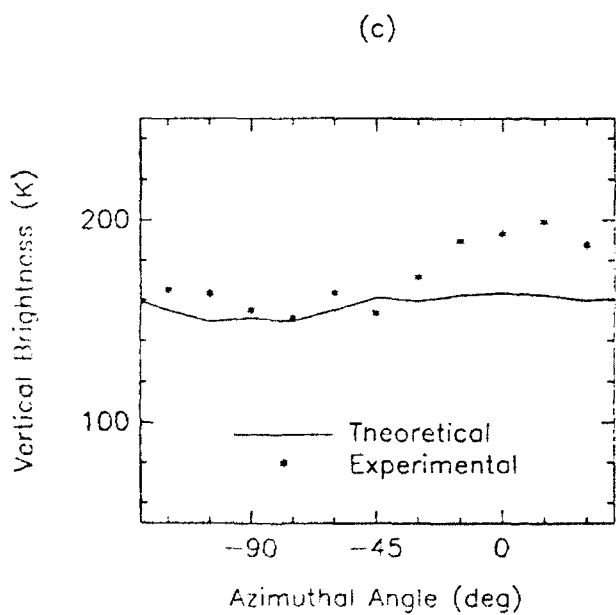 (c)
Vertical Brightness (K)
200
100
Theoretical
Experimental
-90
-45
0
Azimuthal Angle (deg)